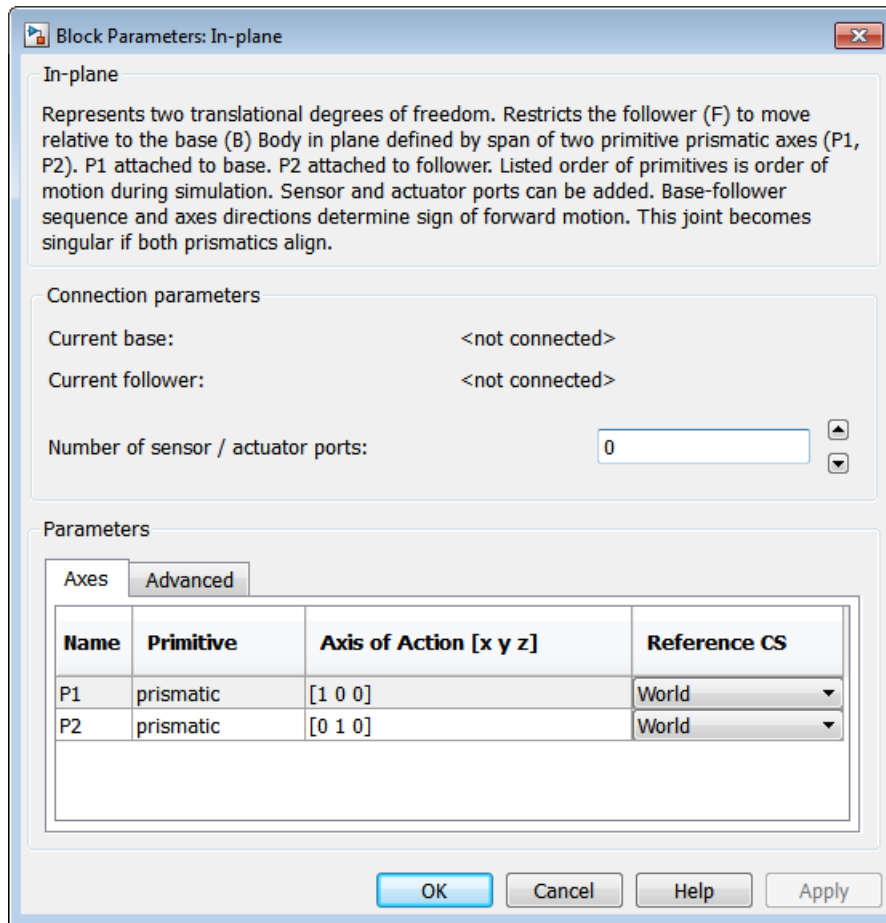 Block Parameters: In-plane
In-plane
Represents two translational degrees of freedom. Restricts the follower (F) to move
relative to the base (B) Body in plane defined by span of two primitive prismatic axes (P1,
P2). P1 attached to base. P2 attached to follower. Listed order of primitives is order of
motion during simulation. Sensor and actuator ports can be added. Base-follower
sequence and axes directions determine sign of forward motion. This joint becomes
singular if both prismatics align.
Connection parameters
Current base: <not connected>
Current follower: <not connected>
Number of sensor / actuator ports: 0
Parameters
Axes Advanced
Name Primitive Axis of Action [x y z] Reference CS
P1 prismatic [1 0 0] World
P2 prismatic [0 1 0] World
OK Cancel Help Apply